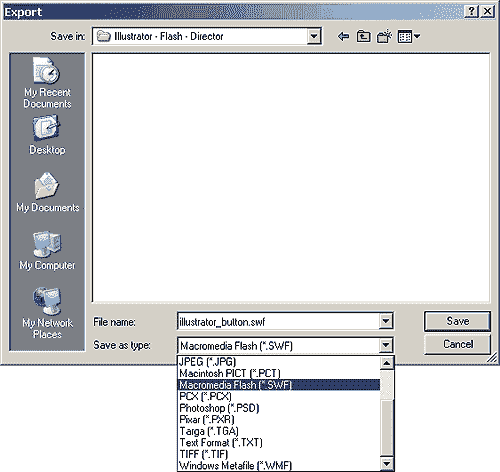 Export
Save in: Illustrator - Flash - Director
My Recent
Documents
Desktop
My Documents
My Computer
My Network
Places
File name: illustrator_button.swf Save
Save as type: Macromedia Flash (*.SWF) Cancel
JPEG (*.JPG)
Macintosh PICT (*.PCT)
Macromedia Flash (*.SWF)
PCX (*.PCX)
Photoshop (*.PSD)
Pixar (*.PXR)
Targa (*.TGA)
Text Format (*.TXT)
TIFF (*.TIF)
Windows Metafile (*.WMF)